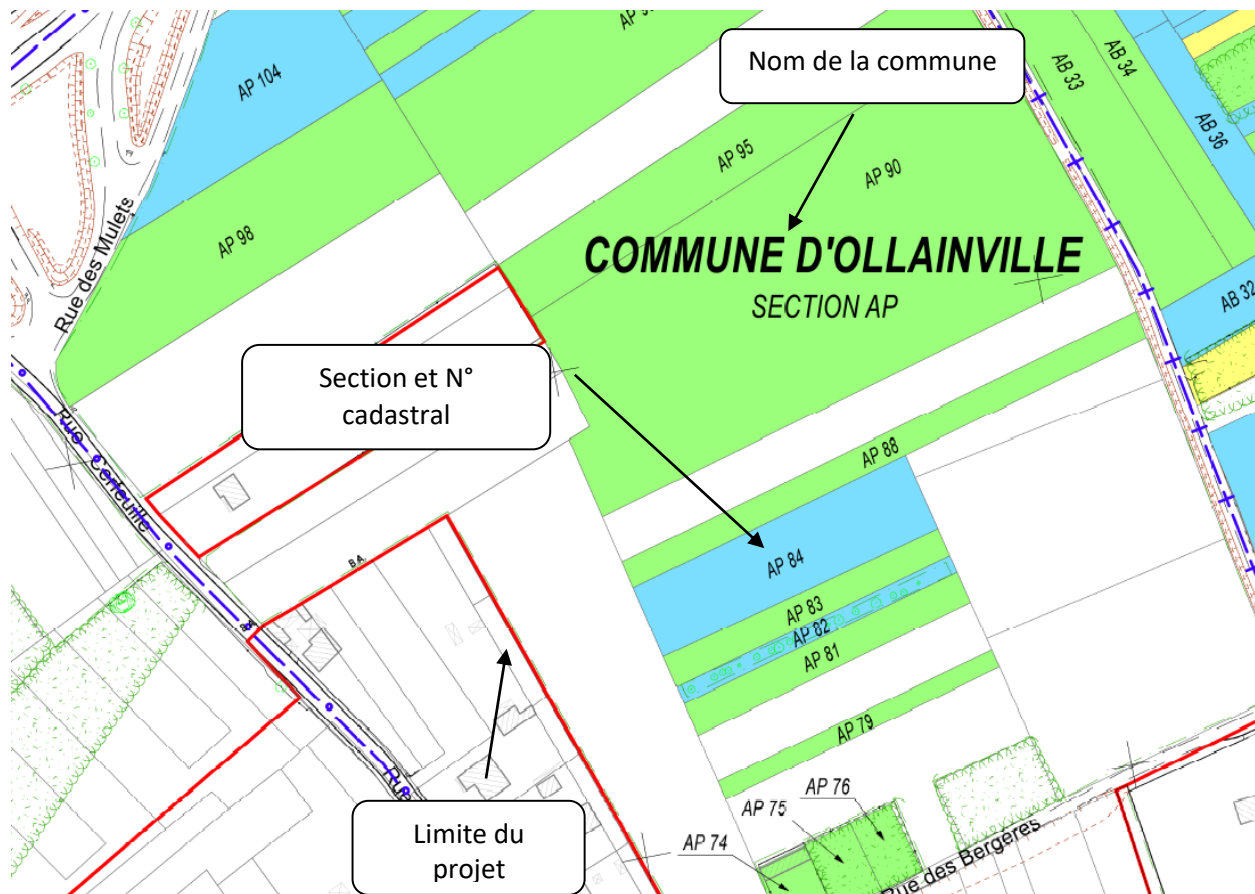 Nom de la commune
AP 104
AB 33
AB 34
AB 36
AP 95
AP 90
Rue des Mulets
AP 98
COMMUNE D'OLLAINVILLE
SECTION AP
AB 32
Section et N°
cadastral
Rue Cerfeuille
AP 88
B.A.
AP 84
AP 83
AP 82
AP 81
AP 79
AP 76
AP 75
AP 74
Rue
Limite du
projet
Rue des Bergères